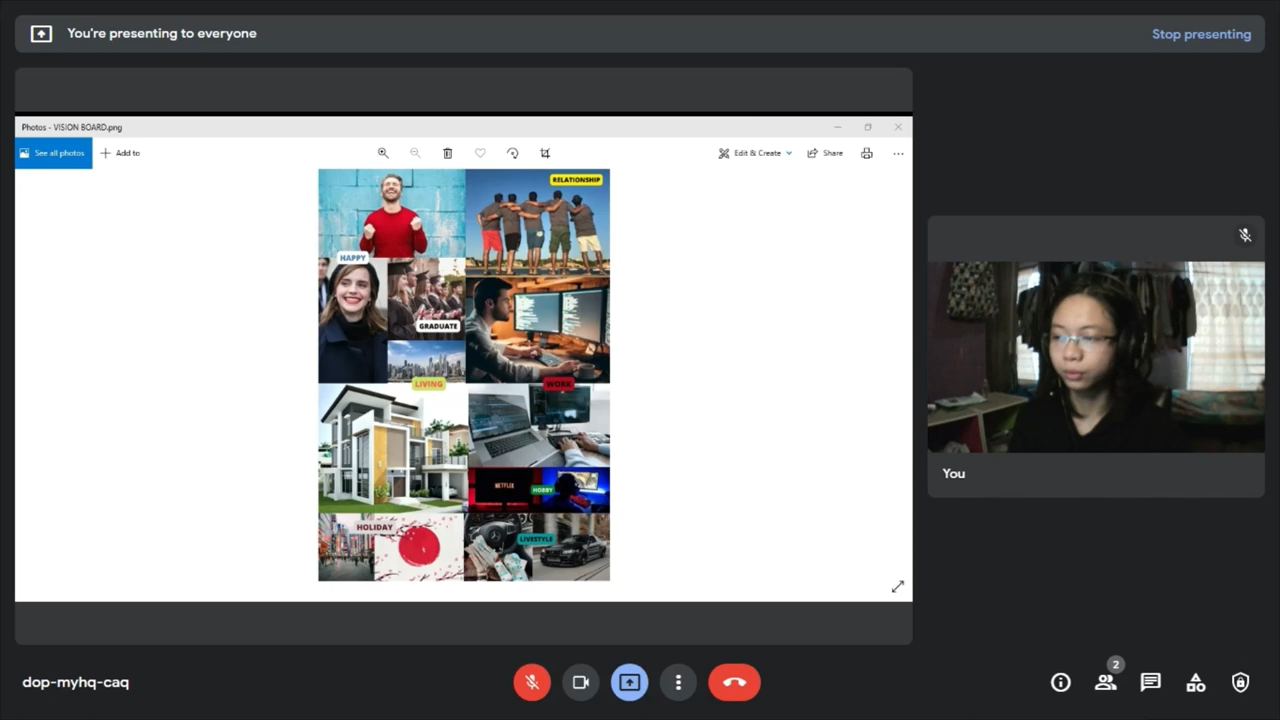 You're presenting to everyone
Stop presenting
Photos - VISION BOARD.png
See all photos
Add to
Edit & Create
Share
RELATIONSHIP
HAPPY
GRADUATE
LIVING
WORK
NETFLIX
HOBBY
HOLIDAY
LIVESTYLE
You
dop-myhq-caq
2